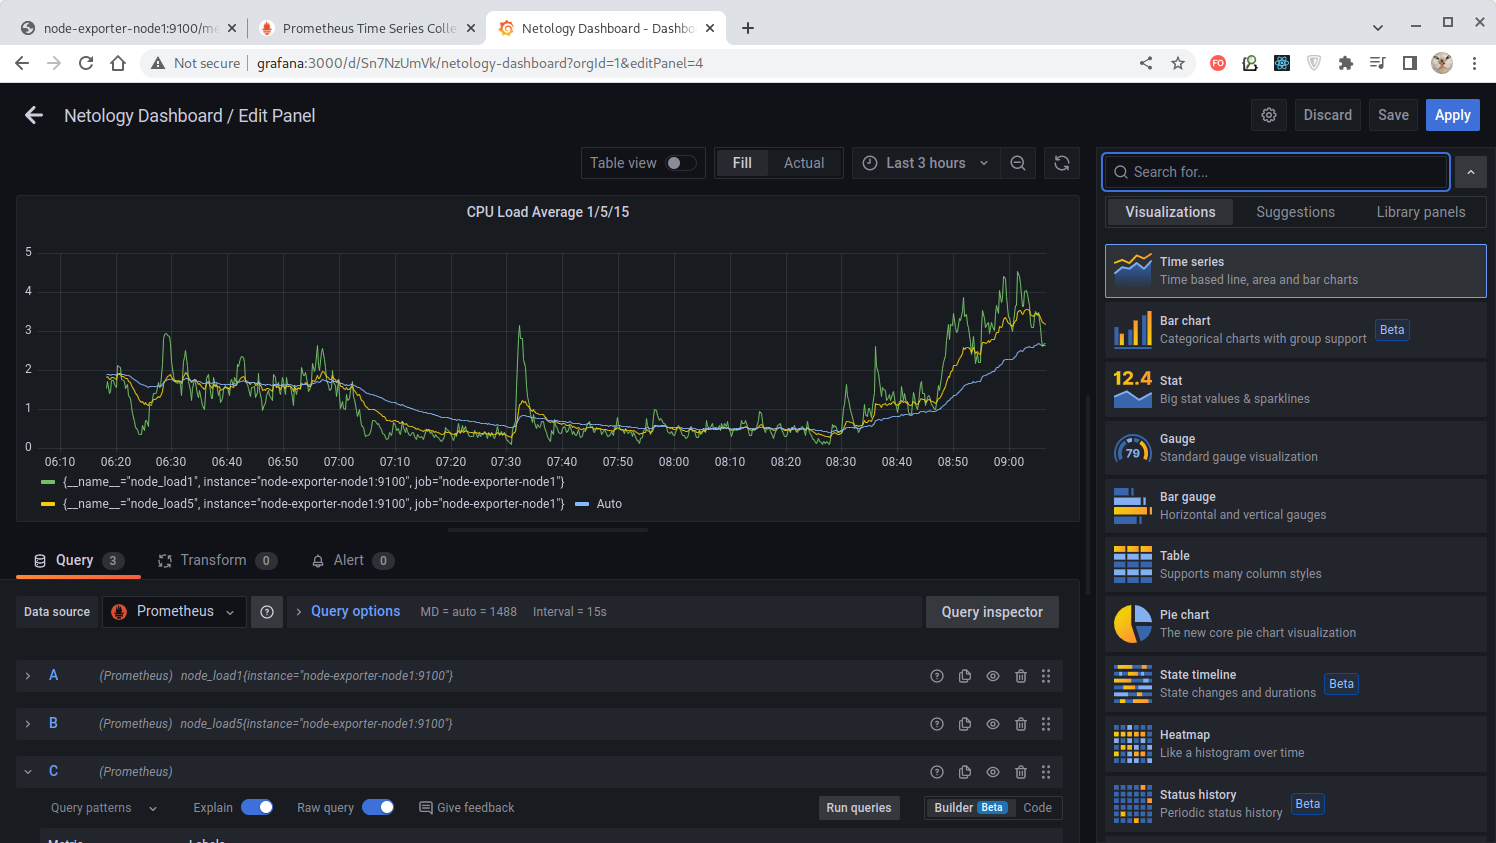 node-exporter-node1:9100/me
Prometheus Time Series Colle
Netology Dashboard - Dashbo
Not secure
grafana:3000/d/Sn7NzUmVk/netology-dashboard?orgId=1&editPanel=4
FO
Netology Dashboard / Edit Panel
Discard
Save
Apply
Table view
Fill
Actual
Last 3 hours
Search for...
Visualizations
Suggestions
Library panels
CPU Load Average 1/5/15
5
4
3
2
1
0
06:10 06:20 06:30 06:40 06:50 07:00 07:10 07:20 07:30 07:40 07:50 08:00 08:10 08:20 08:30 08:40 08:50 09:00
{__name__="node_load1", instance="node-exporter-node1:9100", job="node-exporter-node1"}
{__name__="node_load5", instance="node-exporter-node1:9100", job="node-exporter-node1"} Auto
Query 3
Transform 0
Alert 0
Data source
Prometheus
Query options
MD = auto = 1488
Interval = 15s
Query inspector
A (Prometheus) node_load1{instance="node-exporter-node1:9100"}
B (Prometheus) node_load5{instance="node-exporter-node1:9100"}
C (Prometheus)
Query patterns
Explain
Raw query
Give feedback
Run queries
Builder Beta
Code
Metric
Labels
Time series
Time based line, area and bar charts
Bar chart
Categorical charts with group support
Beta
12.4
Stat
Big stat values & sparklines
79
Gauge
Standard gauge visualization
Bar gauge
Horizontal and vertical gauges
Table
Supports many column styles
Pie chart
The new core pie chart visualization
State timeline
State changes and durations
Beta
Heatmap
Like a histogram over time
Status history
Periodic status history
Beta